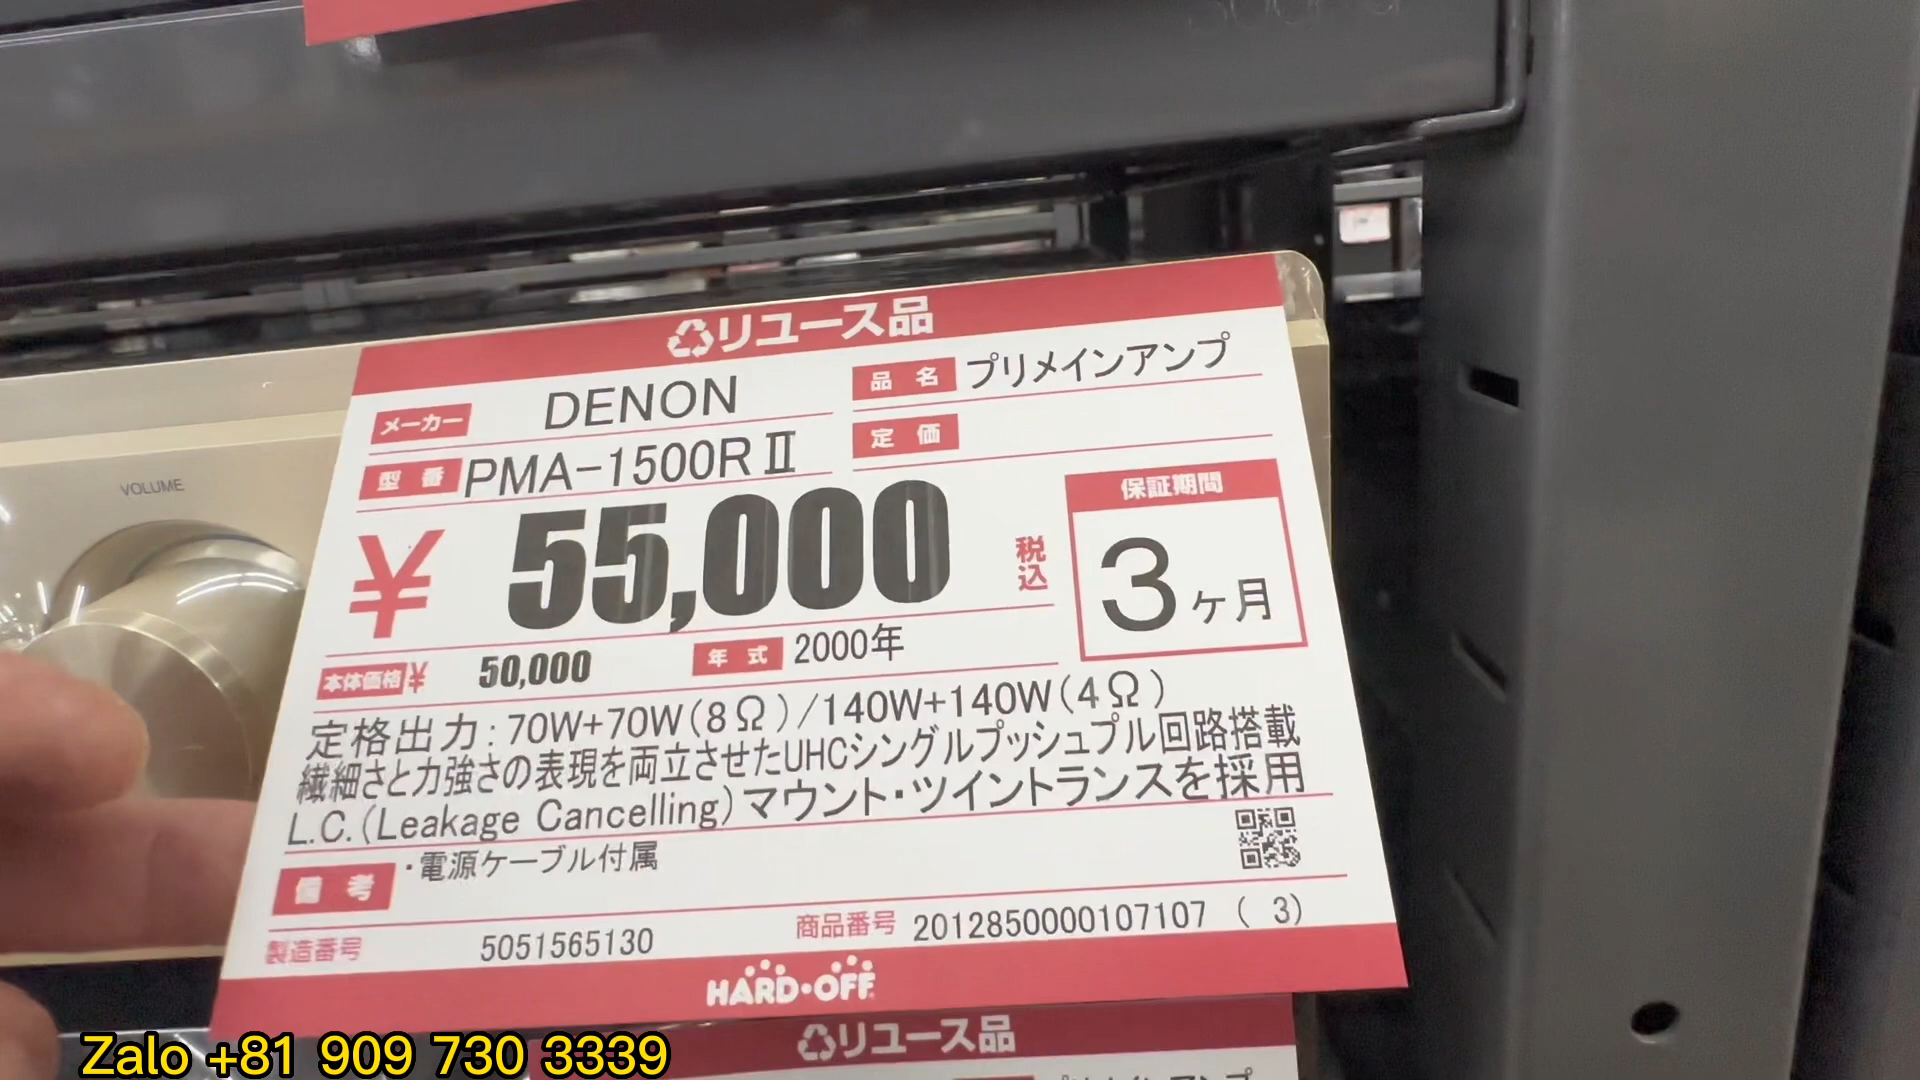 リユース品
メーカー DENON 品名 プリメインアンプ
型番 PMA-1500RⅡ 定価
¥ 55,000 税込
保証期間
3ヶ月
本体価格¥ 50,000 年式 2000年
定格出力:70W+70W(8Ω)/140W+140W(4Ω)
繊細さと力強さの表現を両立させたUHCシングルプッシュプル回路搭載
L.C.(Leakage Cancelling)マウント・ツイントランスを採用
備考 ・電源ケーブル付属
製造番号 5051565130 商品番号 2012850000107107 ( 3)
HARD・OFF
リユース品
VOLUME
Zalo +81 909 730 3339